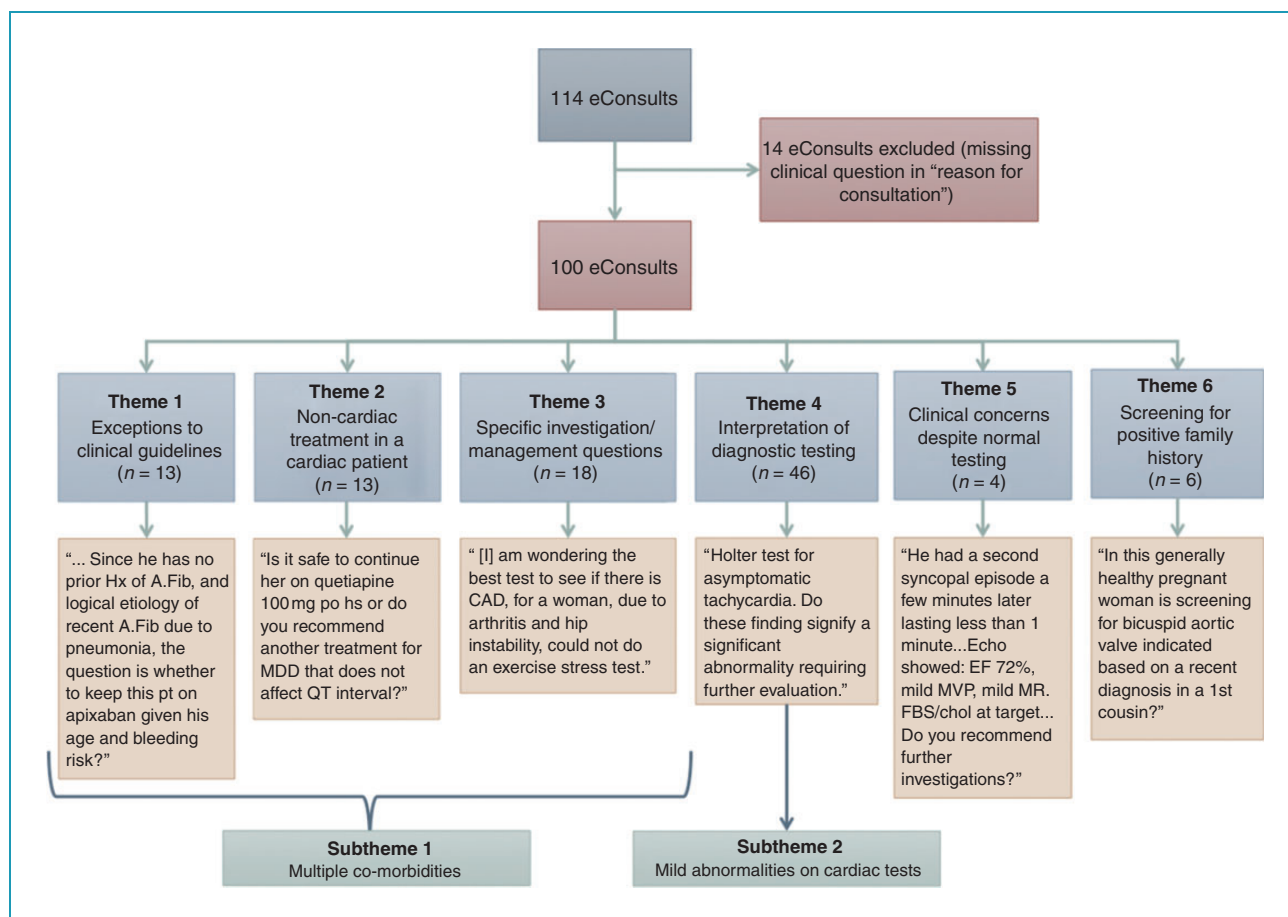 114 eConsults
14 eConsults excluded (missing
clinical question in “reason for
consultation”)
100 eConsults
Theme 1
Exceptions to
clinical guidelines
(n = 13)
Theme 2
Non-cardiac
treatment in a
cardiac patient
(n = 13)
Theme 3
Specific investigation/
management questions
(n = 18)
Theme 4
Interpretation of
diagnostic testing
(n = 46)
Theme 5
Clinical concerns
despite normal
testing
(n = 4)
Theme 6
Screening for
positive family
history
(n = 6)
“... Since he has no
prior Hx of A.Fib, and
logical etiology of
recent A.Fib due to
pneumonia, the
question is whether
to keep this pt on
apixaban given his
age and bleeding
risk?”
“Is it safe to continue
her on quetiapine
100 mg po hs or do
you recommend
another treatment for
MDD that does not
affect QT interval?”
“ [I] am wondering the
best test to see if there is
CAD, for a woman, due to
arthritis and hip
instability, could not do
an exercise stress test.”
“Holter test for
asymptomatic
tachycardia. Do
these finding signify a
significant
abnormality requiring
further evaluation.”
“He had a second
syncopal episode a
few minutes later
lasting less than 1
minute...Echo
showed: EF 72%,
mild MVP, mild MR.
FBS/chol at target...
Do you recommend
further
investigations?”
“In this generally
healthy pregnant
woman is screening
for bicuspid aortic
valve indicated
based on a recent
diagnosis in a 1st
cousin?”
Subtheme 1
Multiple co-morbidities
Subtheme 2
Mild abnormalities on cardiac tests